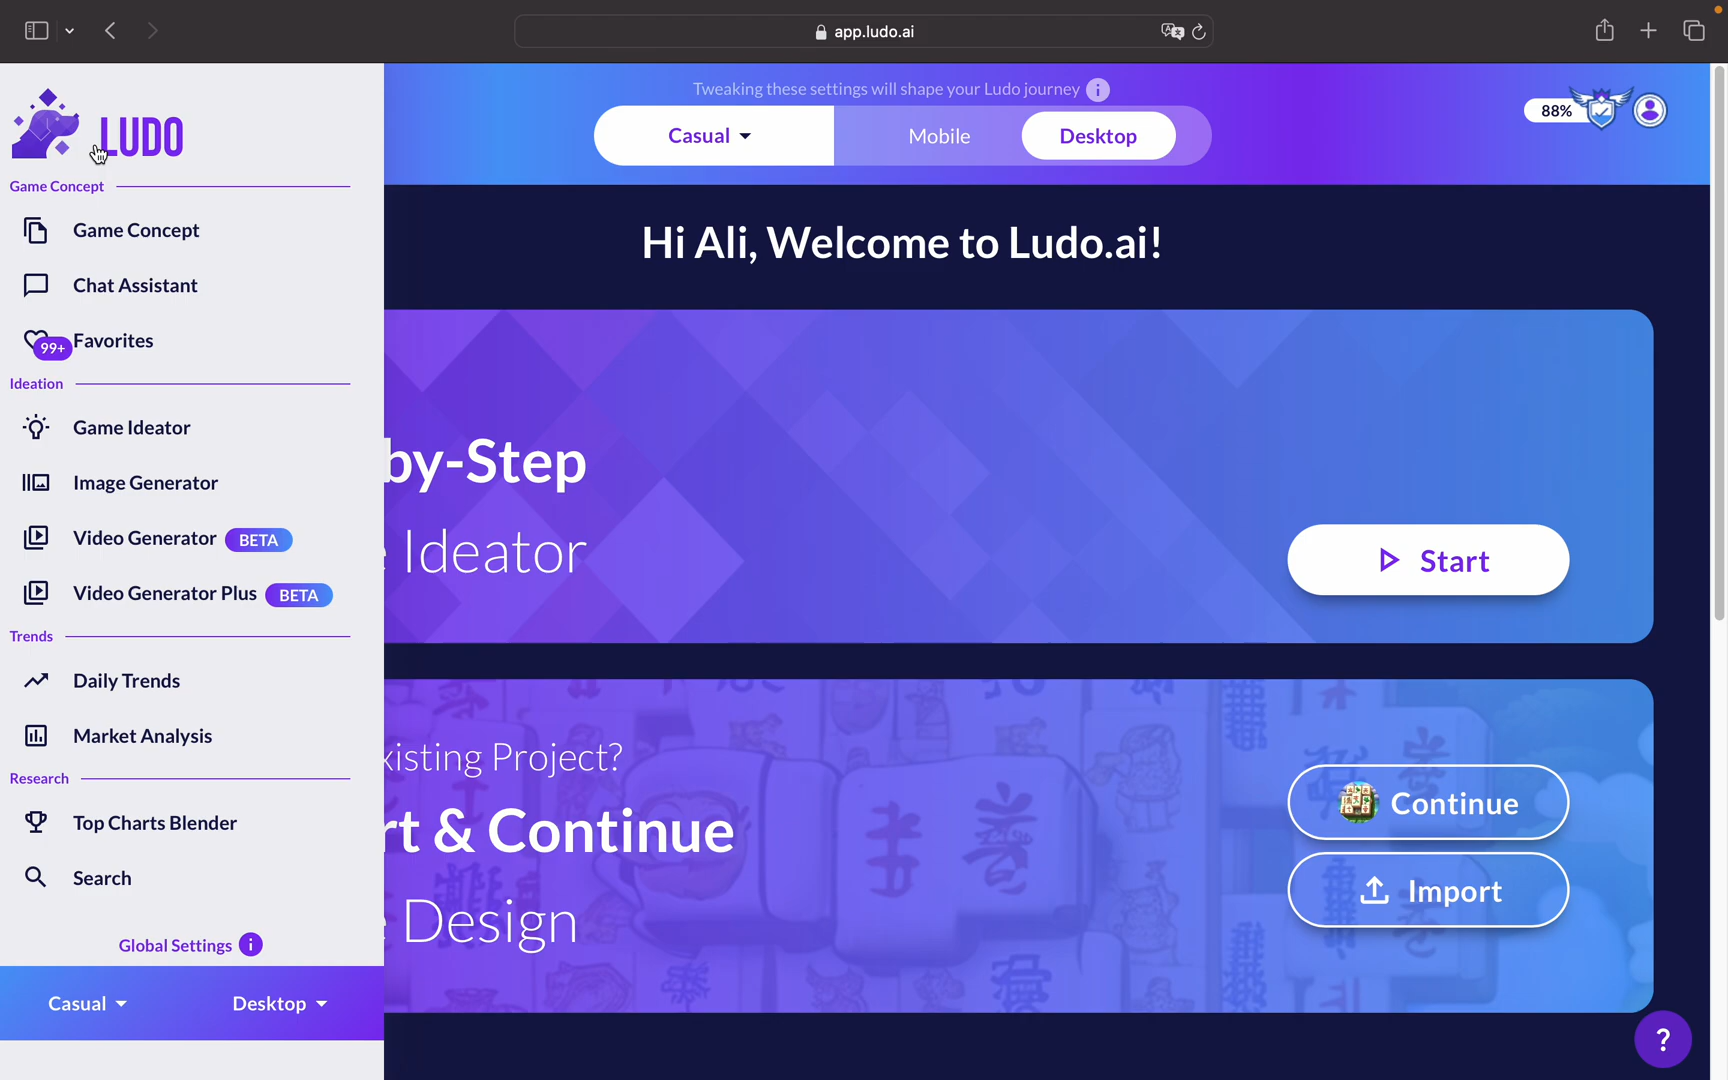 app.ludo.ai
LUDO
Game Concept
Game Concept
Chat Assistant
99+
Favorites
Ideation
Game Ideator
Image Generator
Video Generator BETA
Video Generator Plus BETA
Trends
Daily Trends
Market Analysis
Research
Top Charts Blender
Search
Global Settings i
Casual Desktop
Tweaking these settings will shape your Ludo journey i
Casual Mobile Desktop
88%
Hi Ali, Welcome to Ludo.ai!
by-Step
Ideator
Start
xisting Project?
rt & Continue
Design
Continue
Import
?